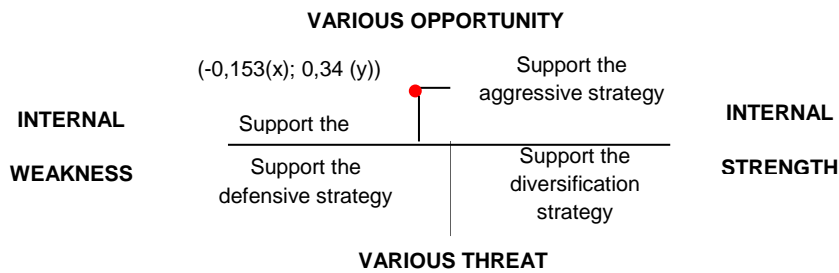 VARIOUS OPPORTUNITY
(-0,153(x); 0,34 (y))
Support the
aggressive strategy
INTERNAL
WEAKNESS
Support the
INTERNAL
STRENGTH
Support the
defensive strategy
Support the
diversification
strategy
VARIOUS THREAT